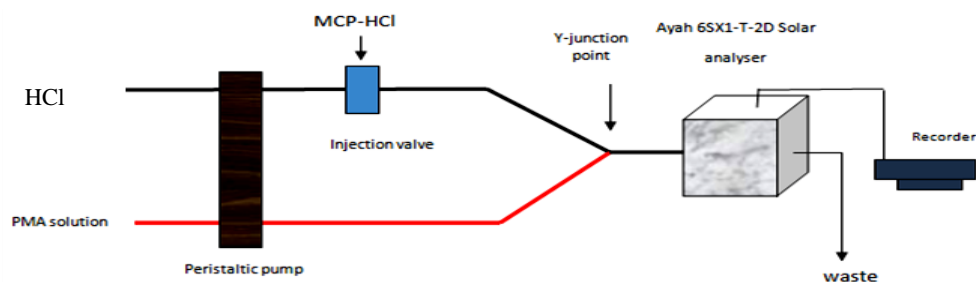 MCP-HCl
Y-junction
point
Ayah 6SX1-T-2D Solar
analyser
HCl
Injection valve
Recorder
PMA solution
Peristaltic pump
waste